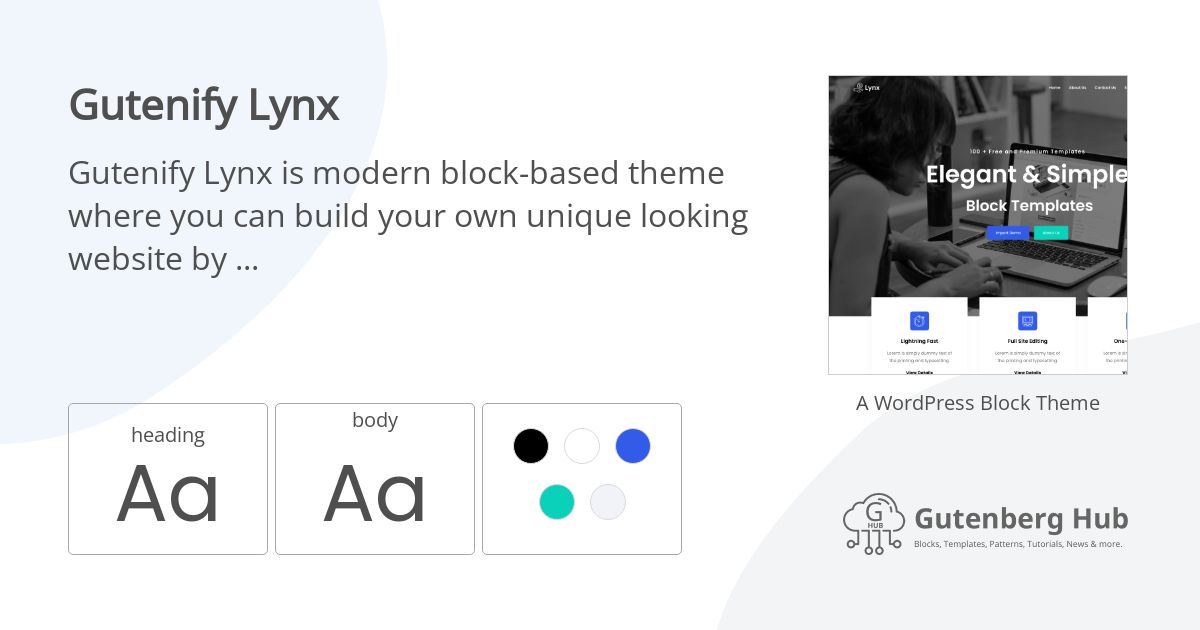 Gutenify Lynx
Gutenify Lynx is modern block-based theme
where you can build your own unique looking
website by ...
heading
Aa
body
Aa
Lynx
Home About Us Contact Us
100 + Free and Premium Templates
Elegant & Simple
Block Templates
Import Demo About Us
Lightning Fast
Lorem is simply dummy text of
the printing and typesetting.
View Details
Full Site Editing
Lorem is simply dummy text of
the printing and typesetting.
View Details
One-
Lorem is
the printin
A WordPress Block Theme
G
HUB
Gutenberg Hub
Blocks, Templates, Patterns, Tutorials, News & more.